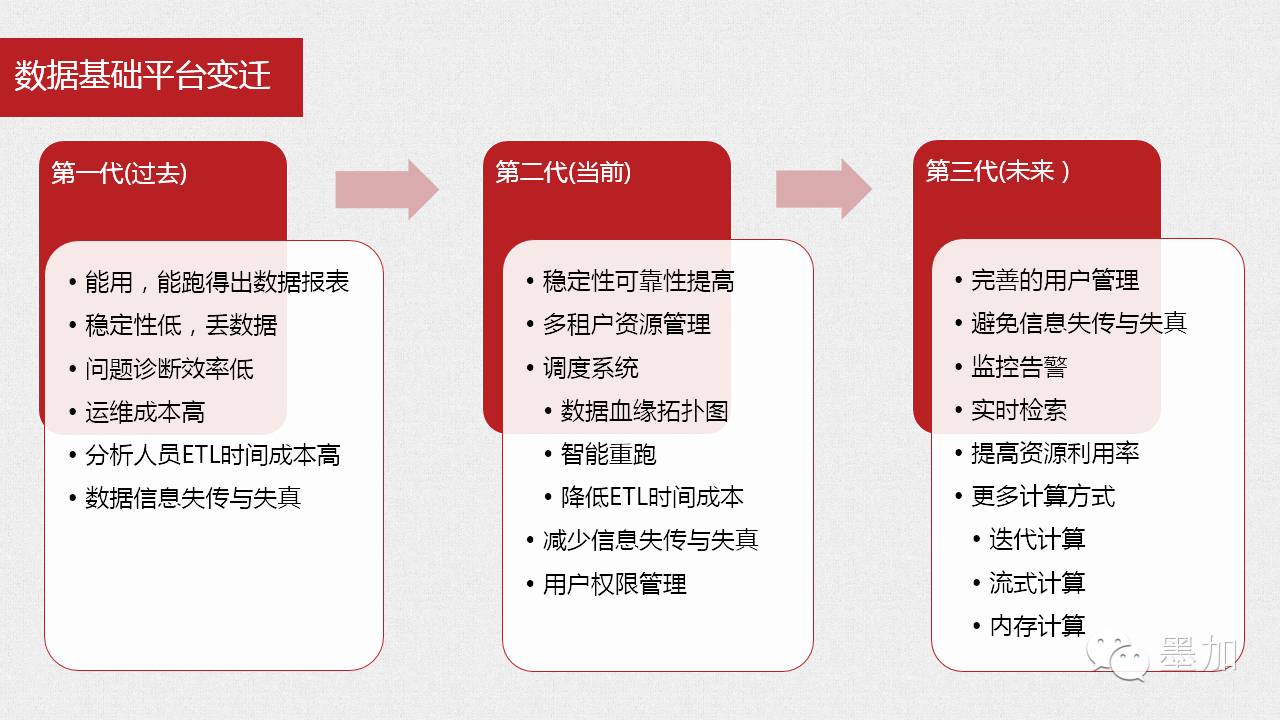 数据基础平台变迁
第一代(过去)
• 能用，能跑得出数据报表
• 稳定性低，丢数据
• 问题诊断效率低
• 运维成本高
• 分析人员ETL时间成本高
• 数据信息失传与失真
第二代(当前)
• 稳定性可靠性提高
• 多租户资源管理
• 调度系统
• 数据血缘拓扑图
• 智能重跑
• 降低ETL时间成本
• 减少信息失传与失真
• 用户权限管理
第三代(未来）
• 完善的用户管理
• 避免信息失传与失真
• 监控告警
• 实时检索
• 提高资源利用率
• 更多计算方式
• 迭代计算
• 流式计算
• 内存计算
墨加